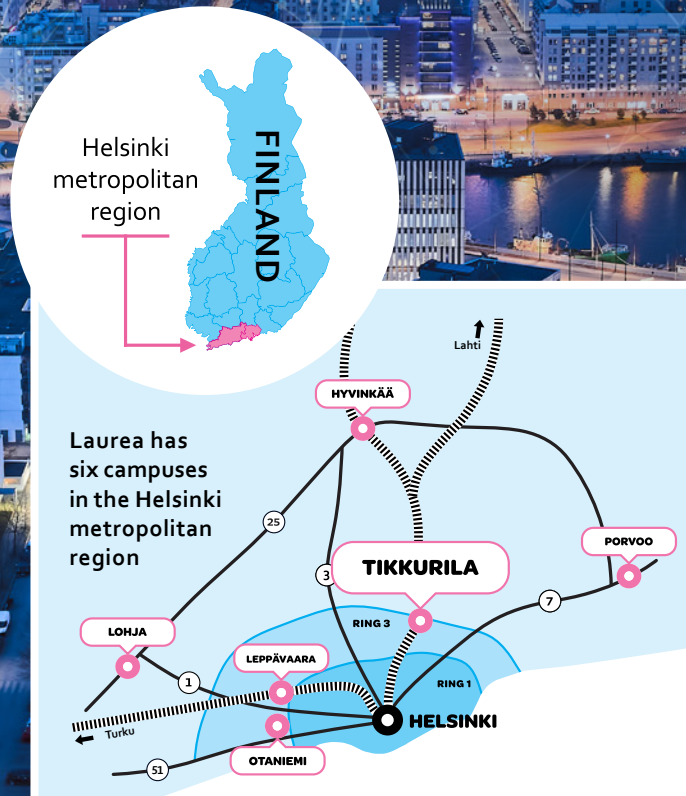 Helsinki
metropolitan
region
FINLAND
Lahti
HYVINKÄÄ
Laurea has
six campuses
in the Helsinki
metropolitan
region
25
PORVOO
3
TIKKURILA
7
RING 3
LOHJA
LEPPÄVAARA
1
RING 1
HELSINKI
Turku
OTANIEMI
51